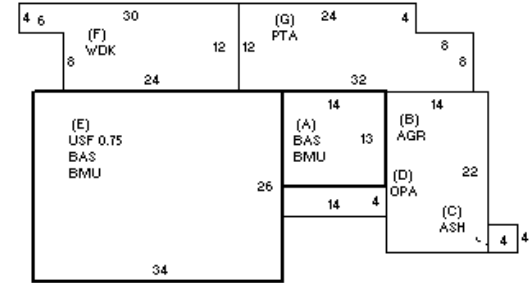 30 (G) 24 4
4 6 (F) PTA
WDK 12 12 8
8 8
24 32
14 14
(E) (A) (B)
USF 0.75 BAS 13 AGR
BAS BMU
BMU (D) 22
26 OPA
14 4 (C)
ASH
4 4
34